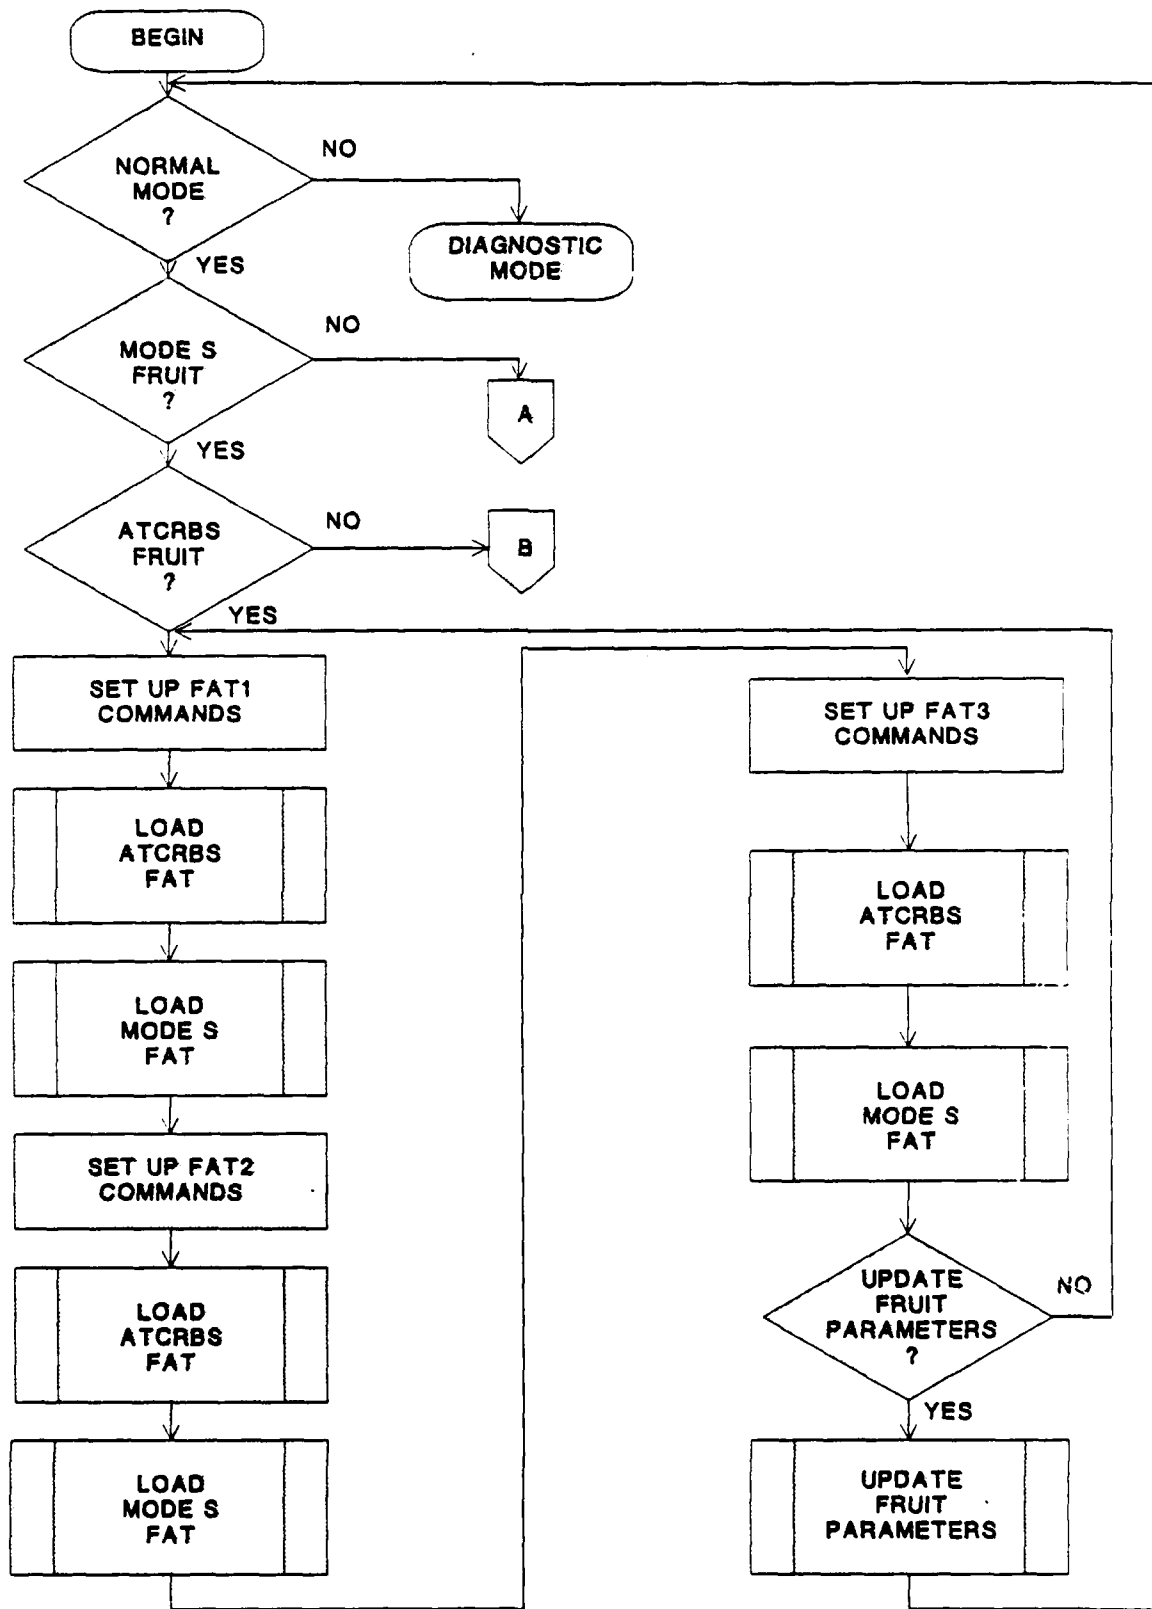 BEGIN
NORMAL
MODE
?
NO
DIAGNOSTIC
MODE
YES
MODE S
FRUIT
?
NO
A
YES
ATCRBS
FRUIT
?
NO
B
YES
SET UP FAT1
COMMANDS
LOAD
ATCRBS
FAT
LOAD
MODE S
FAT
SET UP FAT2
COMMANDS
LOAD
ATCRBS
FAT
LOAD
MODE S
FAT
SET UP FAT3
COMMANDS
LOAD
ATCRBS
FAT
LOAD
MODE S
FAT
UPDATE
FRUIT
PARAMETERS
?
NO
YES
UPDATE
FRUIT
PARAMETERS